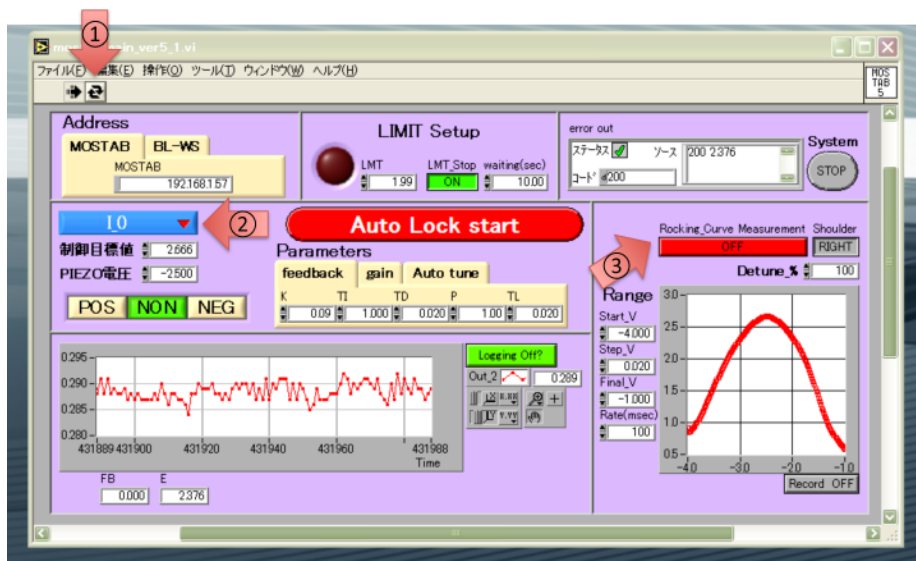 ①
ain_ver5_1.vi
ファイル(F) 編集(E) 操作(O) ツール(T) ウィンドウ(W) ヘルプ(H)
MOS
TAB
5
Address
MOSTAB BL-WS
MOSTAB
192.168.1.57
LIMIT Setup
LMT LMT_Stop waiting(sec)
1.99 ON 10.00
error out
ステータス ソース 200 2.376
コード 200
System
STOP
I_0
②
制御目標値 2.666
PIEZO電圧 -2.500
POS NON NEG
Auto Lock start
Parameters
feedback gain Auto tune
K TI TD P TL
0.09 1.000 0.020 1.00 0.020
③
Rocking_Curve Measurement Shoulder
OFF RIGHT
Detune_% 100
Range
Start_V
-4.000
Step_V
0.020
Final_V
-1.000
Rate(msec)
100
3.0
2.5
2.0
1.5
1.0
0.5
-4.0 -3.0 -2.0 -1.0
Record OFF
0.295
0.290
0.285
0.280
431889 431900 431920 431940 431960 431988
Time
Logging Off?
Out_2 0.289
FB E
0.000 2.376